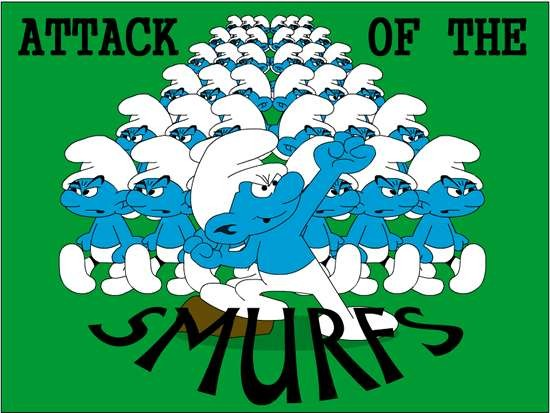 ATTACK OF THE
SMURFS